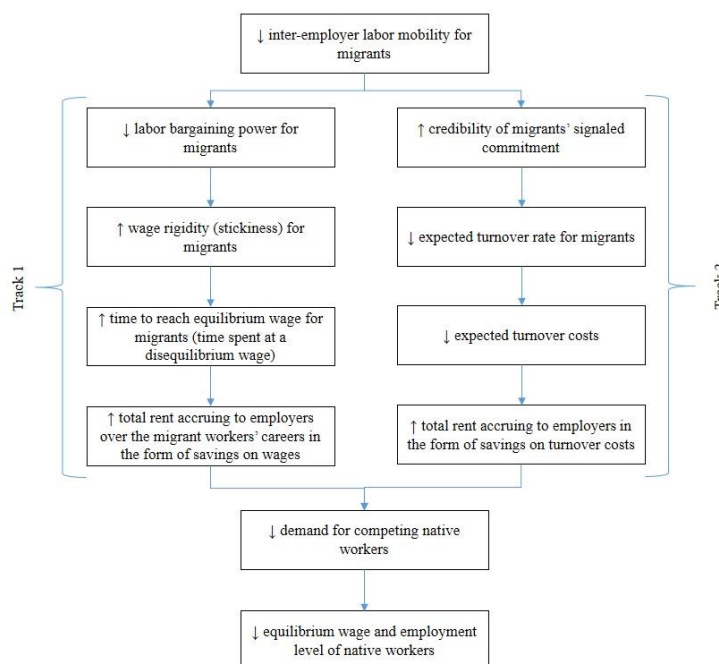 ↓ inter-employer labor mobility for
migrants
Track 1
↓ labor bargaining power for
migrants
↑ wage rigidity (stickiness) for
migrants
↑ time to reach equilibrium wage for
migrants (time spent at a
disequilibrium wage)
↑ total rent accruing to employers
over the migrant workers' careers in
the form of savings on wages
↑ credibility of migrants' signaled
commitment
↓ expected turnover rate for migrants
↓ expected turnover costs
↑ total rent accruing to employers in
the form of savings on turnover costs
Track 2
↓ demand for competing native
workers
↓ equilibrium wage and employment
level of native workers